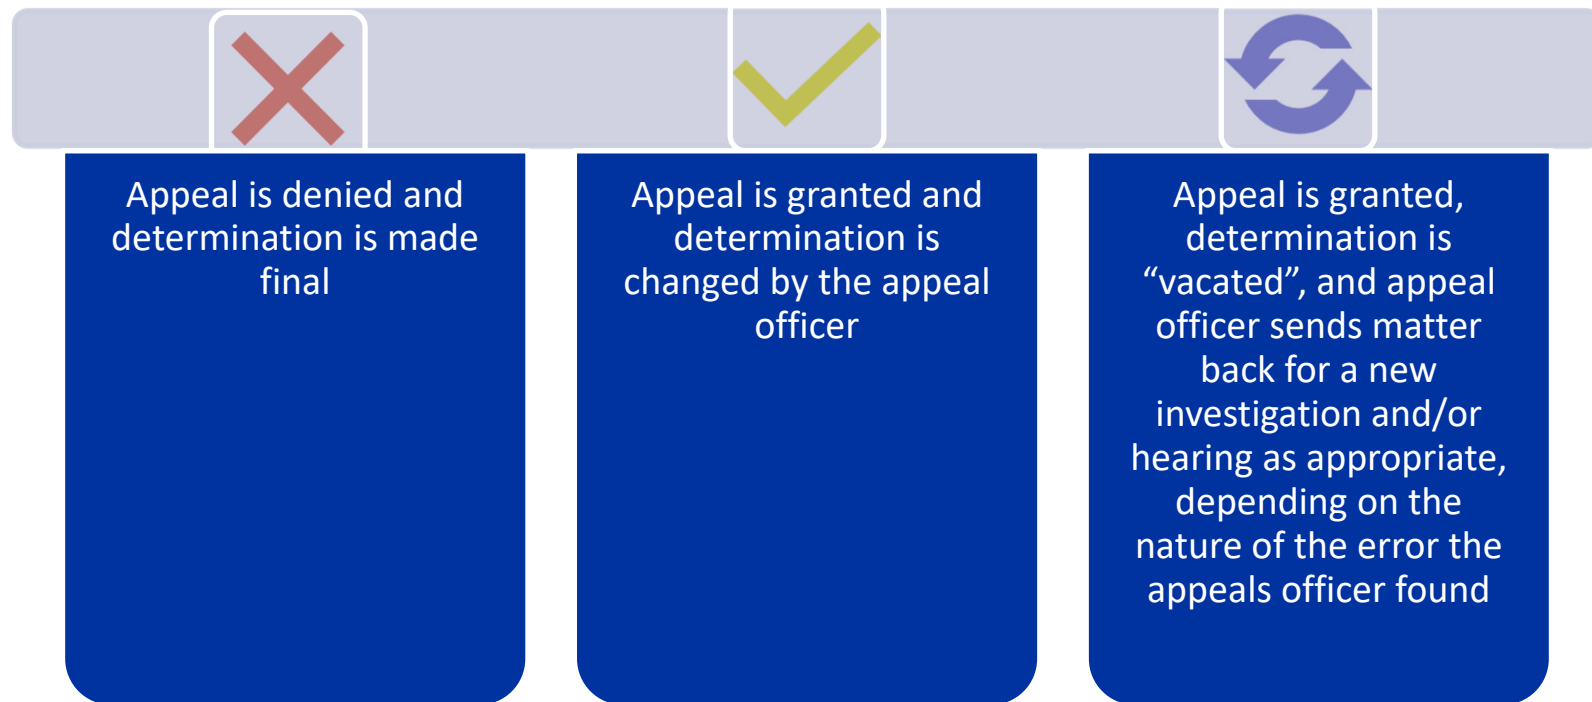 Appeal is denied and
determination is made
final
Appeal is granted and
determination is
changed by the appeal
officer
Appeal is granted,
determination is
“vacated”, and appeal
officer sends matter
back for a new
investigation and/or
hearing as appropriate,
depending on the
nature of the error the
appeals officer found